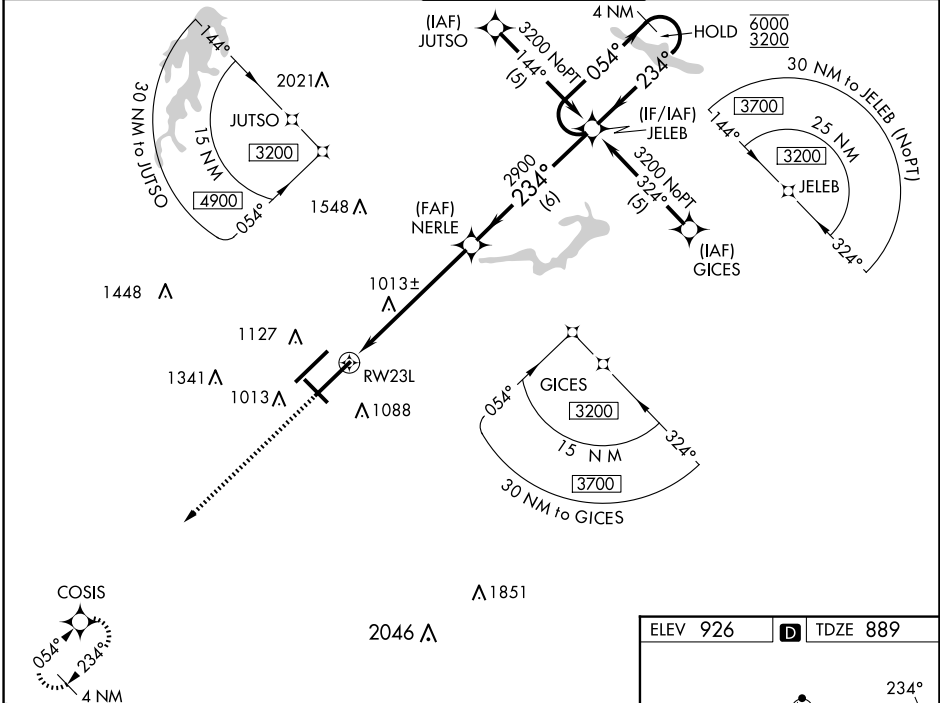 (IAF)
JUTSO
3200 NoPT
144°
(5)
4 NM
HOLD
6000
3200
054°
234°
(IF/IAF)
JELEB
30 NM to JELEB (NoPT)
3700
144°
25 NM
3200
JELEB
324°
144°
2021
30 NM to JUTSO
15 NM
JUTSO
3200
4900
054°
1548
(FAF)
NERLE
2900
234°
(6)
3200 NoPT
324°
(5)
(IAF)
GICES
1448
1013±
1127
1341
1013
RW23L
1088
GICES
3200
054°
324°
15 NM
3700
30 NM to GICES
COSIS
054°
234°
4 NM
1851
2046
ELEV 926
D
TDZE 889
234°